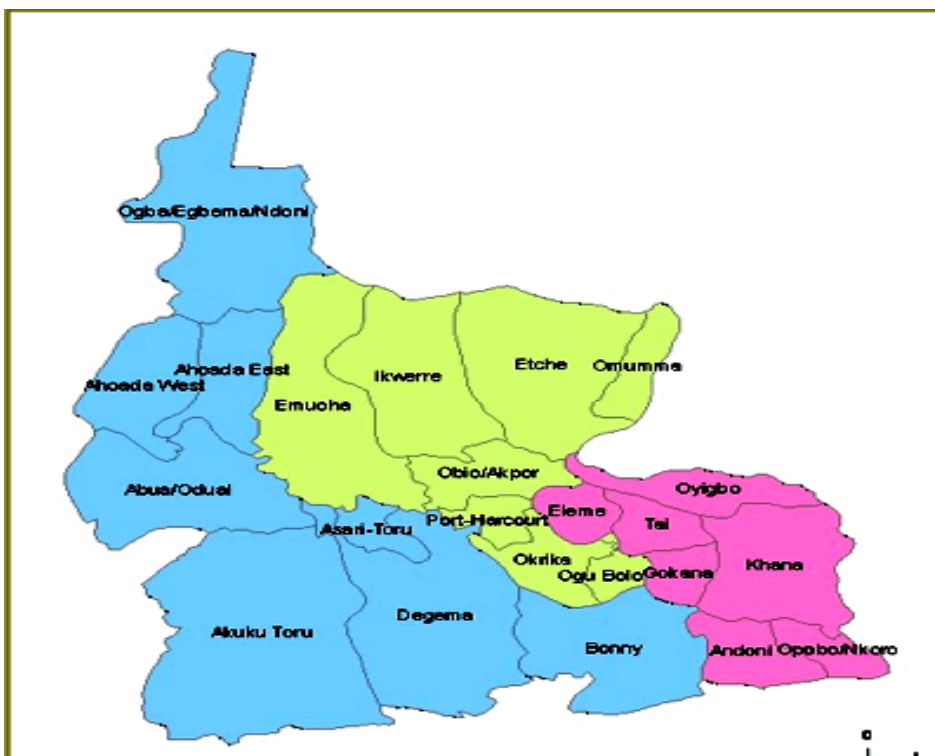 Ogba/Egbema/Ndoni
Ahoada East
Ahoada West
Emuoha
Ikwerre
Etche
Omumma
Obio/Akpor
Oyigbo
Abua/Odual
Asari-Toru
Port-Harcourt
Eleme
Tai
Okrika
Ogu Bolo
Gokana
Khana
Akuku Toru
Degema
Bonny
Andoni
Opobo/Nkoro
0